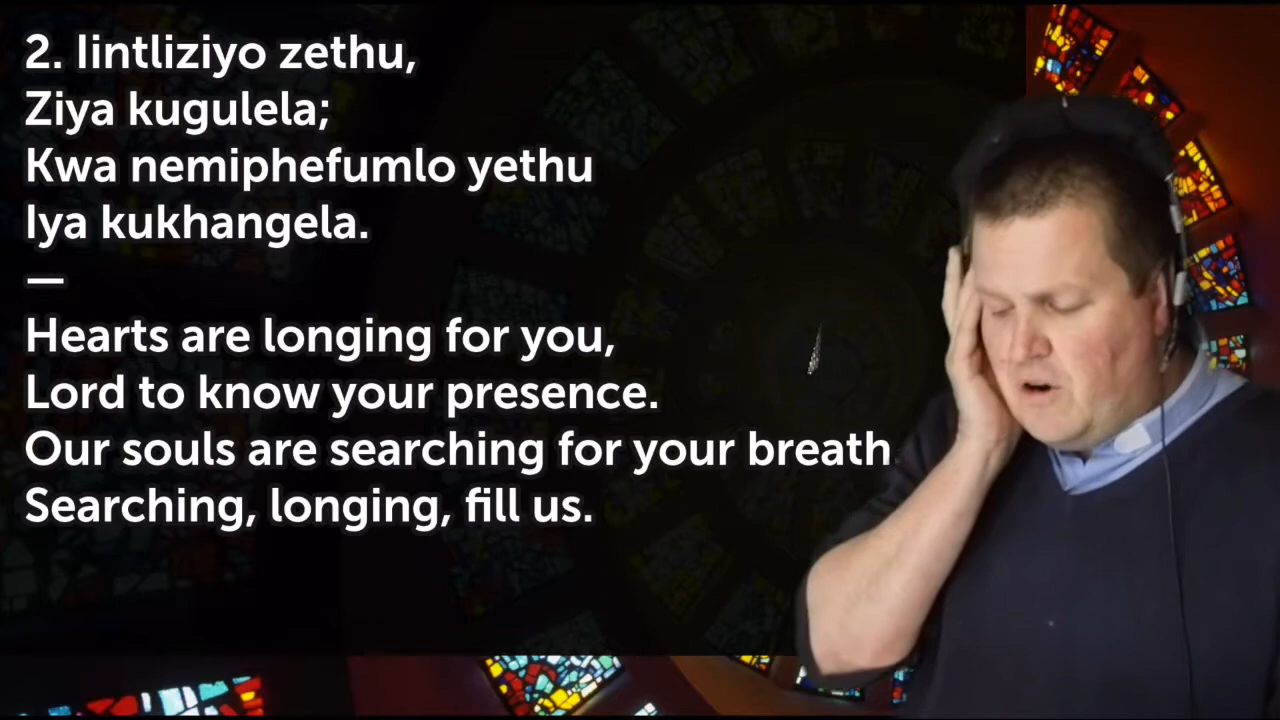 2. Iintliziyo zethu,
Ziya kugulela;
Kwa nemiphefumlo yethu
Iya kukhangela.
—
Hearts are longing for you,
Lord to know your presence.
Our souls are searching for your breath
Searching, longing, fill us.